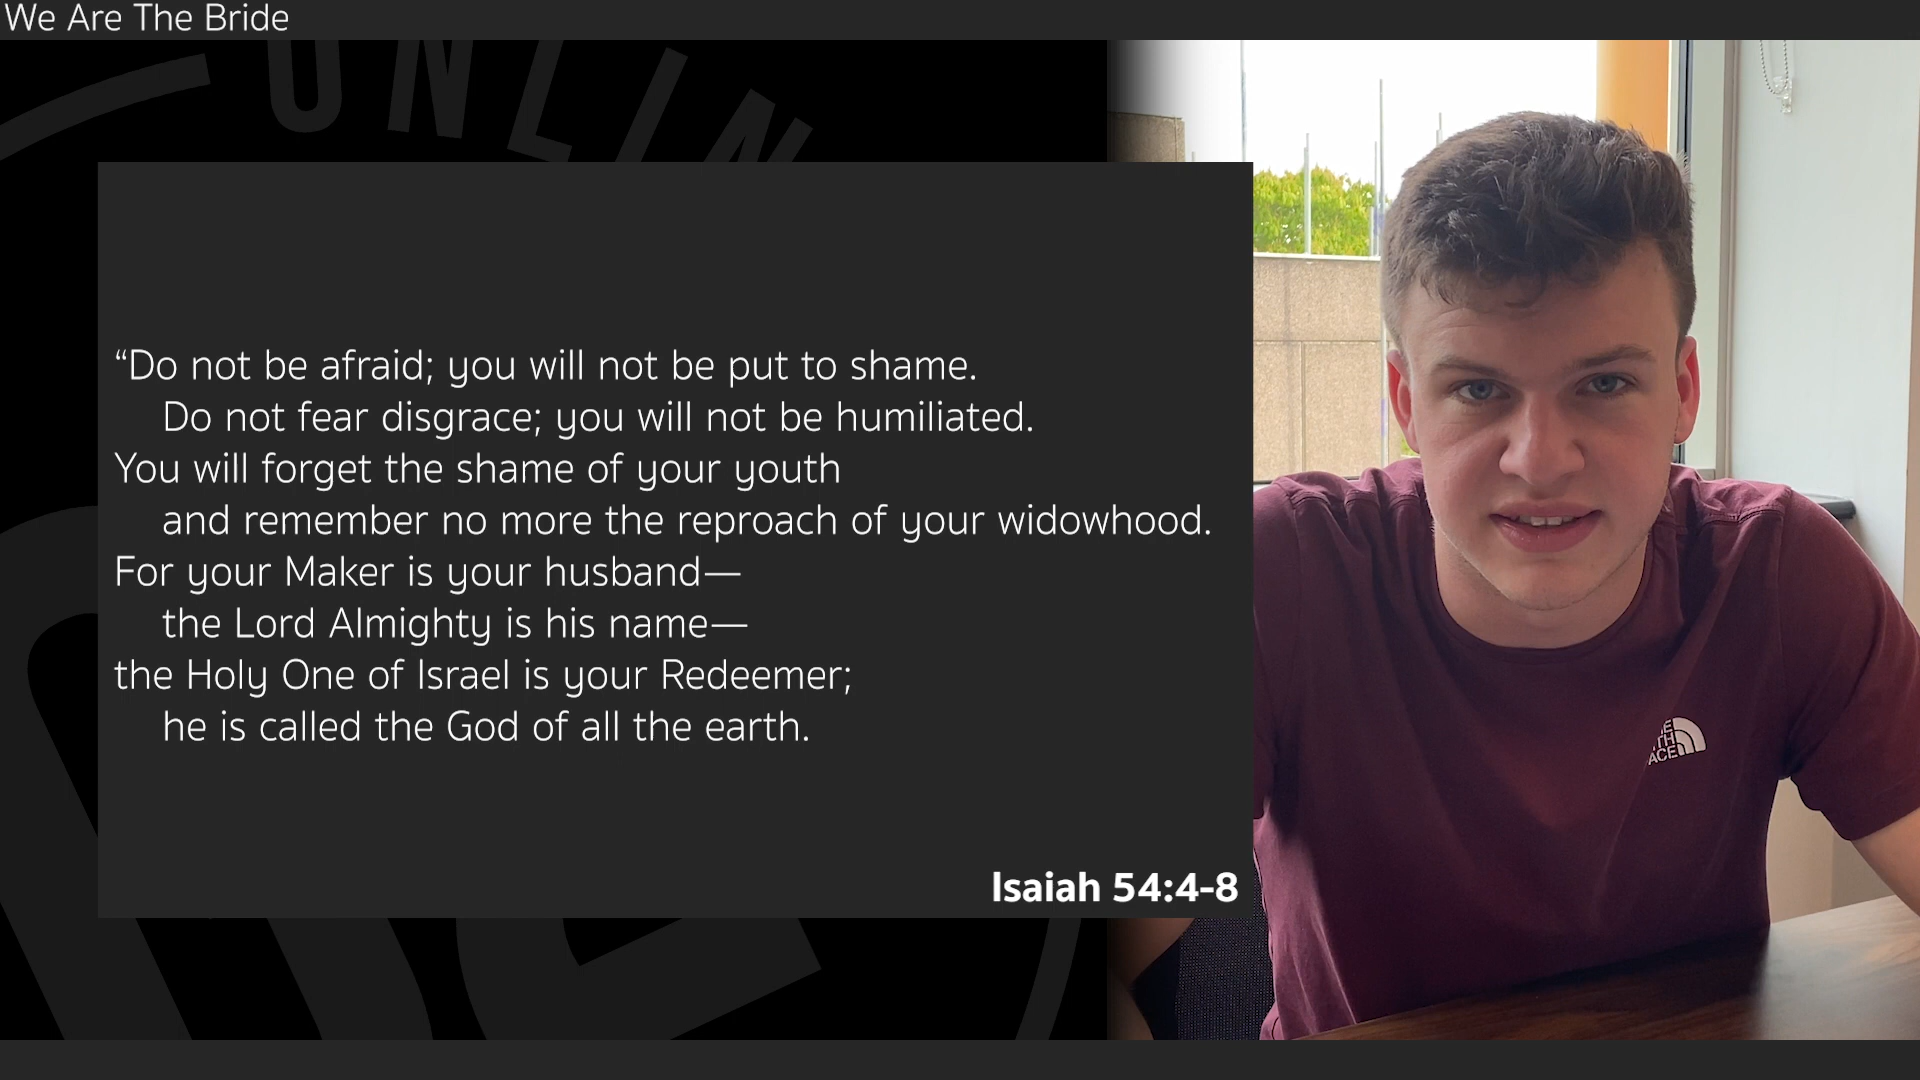 We Are The Bride
ONLIN
“Do not be afraid; you will not be put to shame.
Do not fear disgrace; you will not be humiliated.
You will forget the shame of your youth
and remember no more the reproach of your widowhood.
For your Maker is your husband—
the Lord Almighty is his name—
the Holy One of Israel is your Redeemer;
he is called the God of all the earth.
TH
ACE
Isaiah 54:4-8